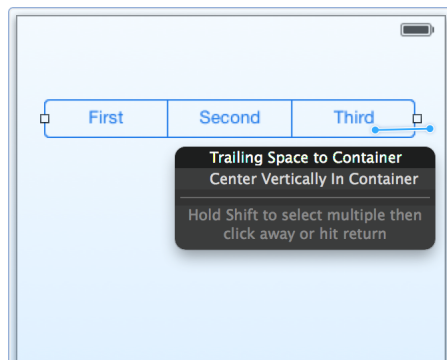 First Second Third
Trailing Space to Container
Center Vertically In Container
Hold Shift to select multiple then
click away or hit return